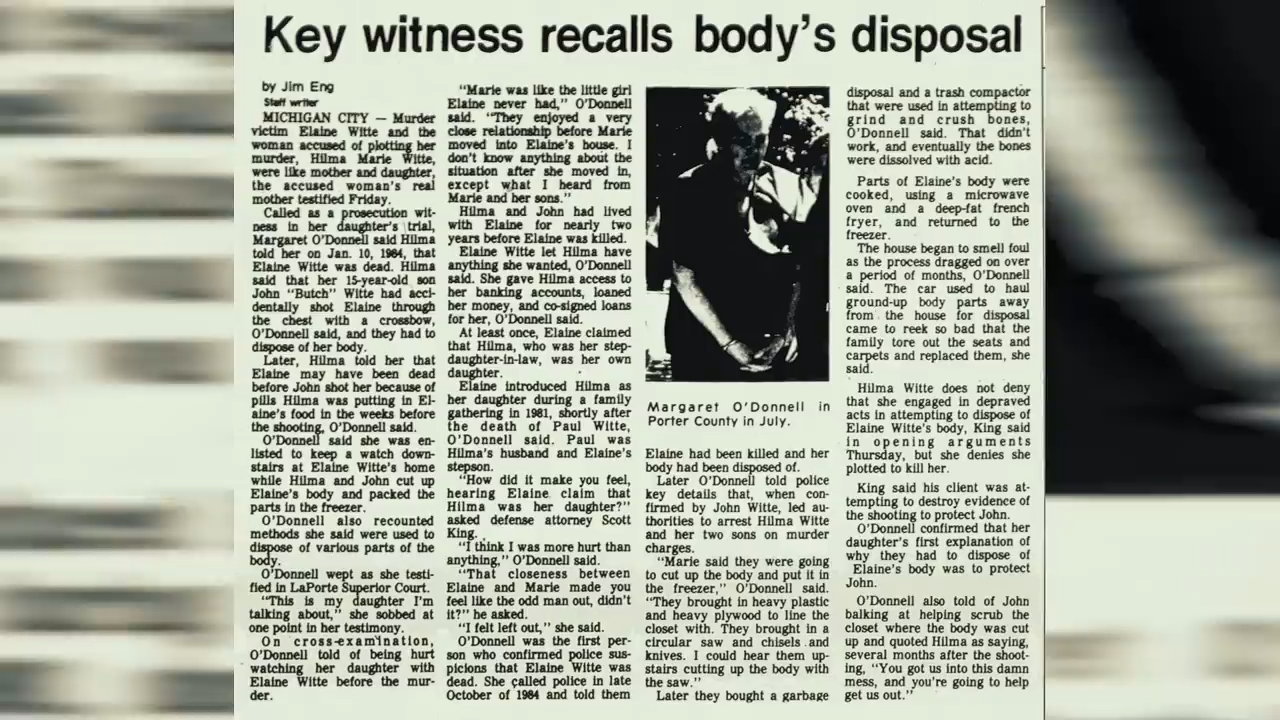 Key witness recalls body's disposal
by Jim Eng
Staff writer
MICHIGAN CITY — Murder
victim Elaine Witte and the
woman accused of plotting her
murder, Hilma Marie Witte,
were like mother and daughter,
the accused woman's real
mother testified Friday.
Called as a prosecution wit-
ness in her daughter's trial,
Margaret O'Donnell said Hilma
told her on Jan. 10, 1984, that
Elaine Witte was dead. Hilma
said that her 15-year-old son
John "Butch" Witte had acci-
dentally shot Elaine through
the chest with a crossbow,
O'Donnell said, and they had to
dispose of her body.
Later, Hilma told her that
Elaine may have been dead
before John shot her because of
pills Hilma was putting in El-
aine's food in the weeks before
the shooting, O'Donnell said.
O'Donnell said she was en-
listed to keep a watch down-
stairs at Elaine Witte's home
while Hilma and John cut up
Elaine's body and packed the
parts in the freezer.
O'Donnell also recounted
methods she said were used to
dispose of various parts of the
body.
O'Donnell wept as she testi-
fied in LaPorte Superior Court.
"This is my daughter I'm
talking about," she sobbed at
one point in her testimony.
On cross-examination,
O'Donnell told of being hurt
watching her daughter with
Elaine Witte before the mur-
der.
"Marie was like the little girl
Elaine never had," O'Donnell
said. "They enjoyed a very
close relationship before Marie
moved into Elaine's house. I
don't know anything about the
situation after she moved in,
except what I heard from
Marie and her sons."
Hilma and John had lived
with Elaine for nearly two
years before Elaine was killed.
Elaine Witte let Hilma have
anything she wanted, O'Donnell
said. She gave Hilma access to
her banking accounts, loaned
her money, and co-signed loans
for her, O'Donnell said.
At least once, Elaine claimed
that Hilma, who was her step-
daughter-in-law, was her own
daughter.
Elaine introduced Hilma as
her daughter during a family
gathering in 1981, shortly after
the death of Paul Witte,
O'Donnell said. Paul was
Hilma's husband and Elaine's
stepson.
"How did it make you feel,
hearing Elaine claim that
Hilma was her daughter?"
asked defense attorney Scott
King.
"I think I was more hurt than
anything," O'Donnell said.
"That closeness between
Elaine and Marie made you
feel like the odd man out, didn't
it?" he asked.
"I felt left out," she said.
O'Donnell was the first per-
son who confirmed police sus-
picions that Elaine Witte was
dead. She called police in late
October of 1984 and told them
Margaret O'Donnell in
Porter County in July.
Elaine had been killed and her
body had been disposed of.
Later O'Donnell told police
key details that, when con-
firmed by John Witte, led au-
thorities to arrest Hilma Witte
and her two sons on murder
charges.
"Marie said they were going
to cut up the body and put it in
the freezer," O'Donnell said.
"They brought in heavy plastic
and heavy plywood to line the
closet with. They brought in a
circular saw and chisels and
knives. I could hear them up-
stairs cutting up the body with
the saw."
Later they bought a garbage
disposal and a trash compactor
that were used in attempting to
grind and crush bones,
O'Donnell said. That didn't
work, and eventually the bones
were dissolved with acid.
Parts of Elaine's body were
cooked, using a microwave
oven and a deep-fat french
fryer, and returned to the
freezer.
The house began to smell foul
as the process dragged on over
a period of months, O'Donnell
said. The car used to haul
ground-up body parts away
from the house for disposal
came to reek so bad that the
family tore out the seats and
carpets and replaced them, she
said.
Hilma Witte does not deny
that she engaged in depraved
acts in attempting to dispose of
Elaine Witte's body, King said
in opening arguments
Thursday, but she denies she
plotted to kill her.
King said his client was at-
tempting to destroy evidence of
the shooting to protect John.
O'Donnell confirmed that her
daughter's first explanation of
why they had to dispose of
Elaine's body was to protect
John.
O'Donnell also told of John
balking at helping scrub the
closet where the body was cut
up and quoted Hilma as saying,
several months after the shoot-
ing, "You got us into this damn
mess, and you're going to help
get us out."